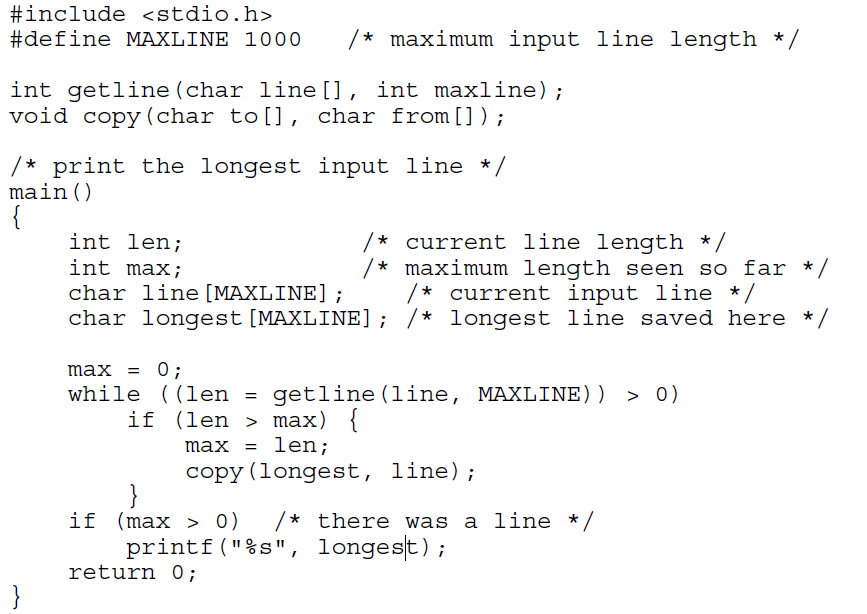 #include <stdio.h>
#define MAXLINE 1000   /* maximum input line length */

int getline(char line[], int maxline);
void copy(char to[], char from[]);

/* print the longest input line */
main()
{
    int len;            /* current line length */
    int max;            /* maximum length seen so far */
    char line[MAXLINE];    /* current input line */
    char longest[MAXLINE]; /* longest line saved here */

    max = 0;
    while ((len = getline(line, MAXLINE)) > 0)
        if (len > max) {
            max = len;
            copy(longest, line);
        }
    if (max > 0)  /* there was a line */
        printf("%s", longest);
    return 0;
}